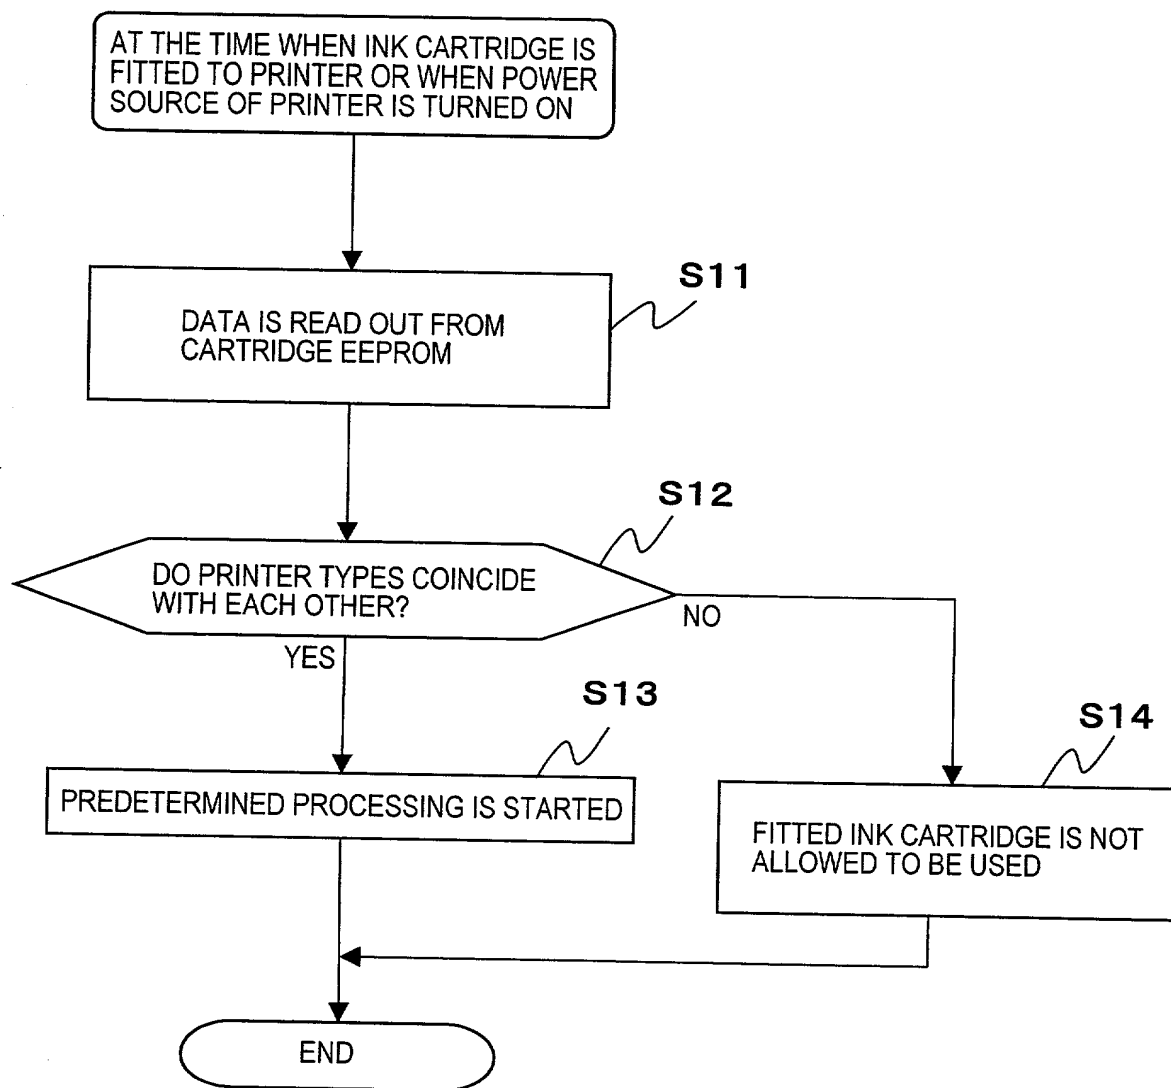 AT THE TIME WHEN INK CARTRIDGE IS
FITTED TO PRINTER OR WHEN POWER
SOURCE OF PRINTER IS TURNED ON
S11
DATA IS READ OUT FROM
CARTRIDGE EEPROM
S12
DO PRINTER TYPES COINCIDE
WITH EACH OTHER?
NO
YES
S13
S14
PREDETERMINED PROCESSING IS STARTED
FITTED INK CARTRIDGE IS NOT
ALLOWED TO BE USED
END